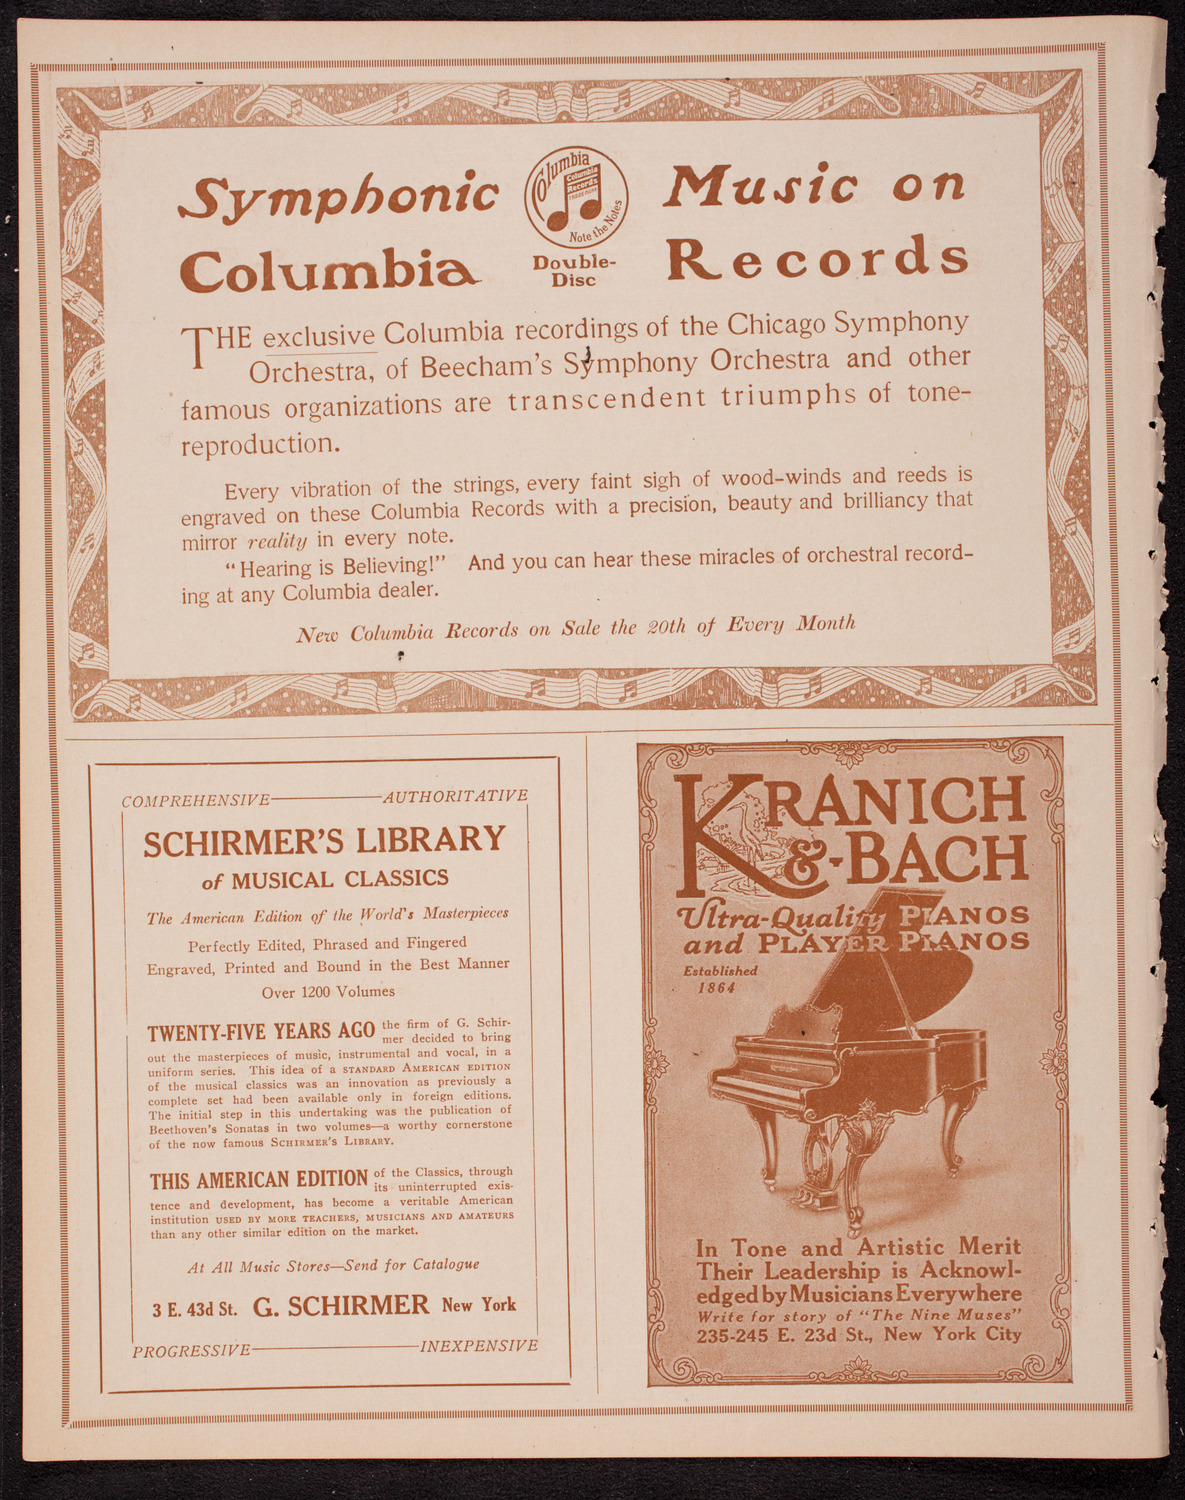 Symphonic Music on
Columbia Double-Disc Records
Columbia
Columbia
Records
Note the Notes
THE exclusive Columbia recordings of the Chicago Symphony
Orchestra, of Beecham's Symphony Orchestra and other
famous organizations are transcendent triumphs of tone-
reproduction.
Every vibration of the strings, every faint sigh of wood-winds and reeds is
engraved on these Columbia Records with a precision, beauty and brilliancy that
mirror reality in every note.
"Hearing is Believing!" And you can hear these miracles of orchestral record-
ing at any Columbia dealer.
New Columbia Records on Sale the 20th of Every Month
COMPREHENSIVE—AUTHORITATIVE
SCHIRMER'S LIBRARY
of MUSICAL CLASSICS
The American Edition of the World's Masterpieces
Perfectly Edited, Phrased and Fingered
Engraved, Printed and Bound in the Best Manner
Over 1200 Volumes
TWENTY-FIVE YEARS AGO the firm of G. Schir-
mer decided to bring
out the masterpieces of music, instrumental and vocal, in a
uniform series. This idea of a STANDARD AMERICAN EDITION
of the musical classics was an innovation as previously a
complete set had been available only in foreign editions.
The initial step in this undertaking was the publication of
Beethoven's Sonatas in two volumes—a worthy cornerstone
of the now famous SCHIRMER'S LIBRARY.
THIS AMERICAN EDITION of the Classics, through
its uninterrupted exis-
tence and development, has become a veritable American
institution USED BY MORE TEACHERS, MUSICIANS AND AMATEURS
than any other similar edition on the market.
At All Music Stores—Send for Catalogue
3 E. 43d St. G. SCHIRMER New York
PROGRESSIVE—INEXPENSIVE
KRANICH
&-BACH
Ultra-Quality PIANOS
and PLAYER PIANOS
Established
1864
In Tone and Artistic Merit
Their Leadership is Acknowl-
edged by Musicians Everywhere
Write for story of "The Nine Muses"
235-245 E. 23d St., New York City